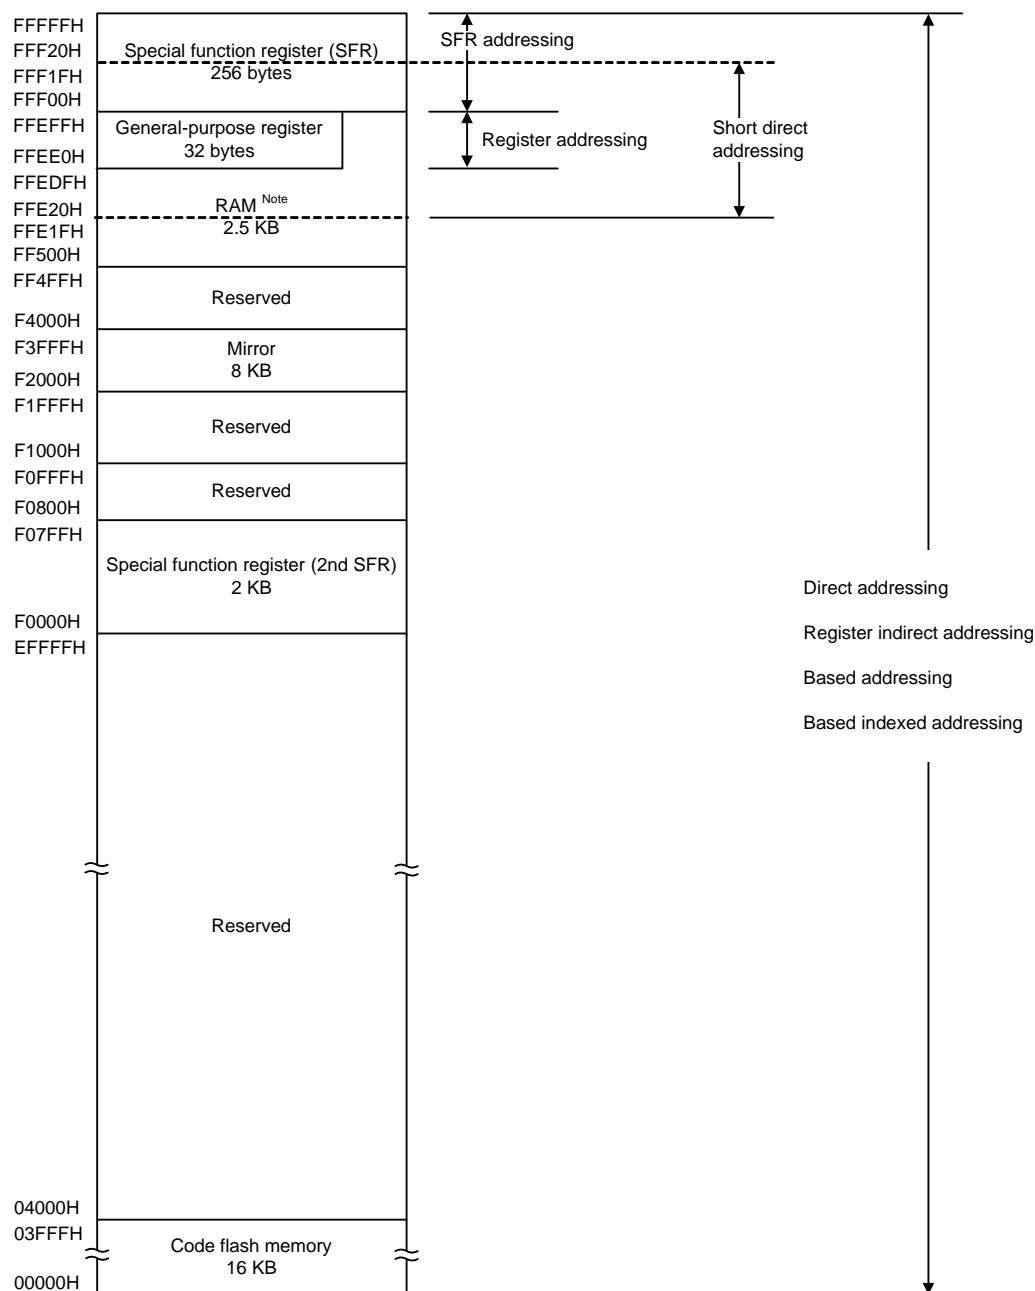 FFFFFH
FFF20H
FFF1FH
FFF00H
FFEFFH
FFEE0H
FFEDFH
FFE20H
FFE1FH
FF500H
FF4FFH
F4000H
F3FFFH
F2000H
F1FFFH
F1000H
F0FFFH
F0800H
F07FFH
F0000H
EFFFFH
04000H
03FFFH
00000H
Special function register (SFR)
256 bytes
General-purpose register
32 bytes
RAM Note
2.5 KB
Reserved
Mirror
8 KB
Reserved
Reserved
Special function register (2nd SFR)
2 KB
Reserved
Code flash memory
16 KB
SFR addressing
Register addressing
Short direct
addressing
Direct addressing
Register indirect addressing
Based addressing
Based indexed addressing